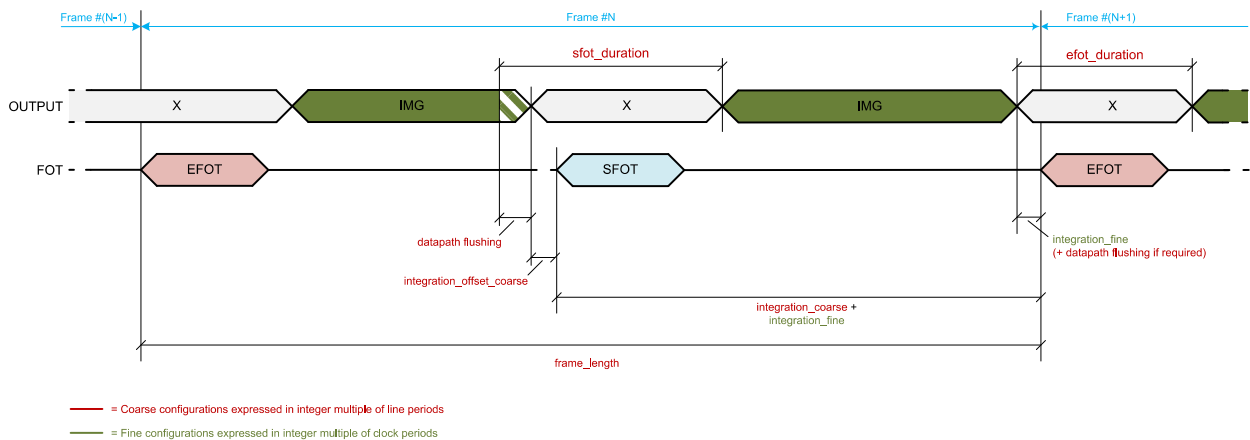 Frame #(N-1)
Frame #N
Frame #(N+1)
sfot_duration
efot_duration
OUTPUT
X
IMG
X
IMG
X
FOT
EFOT
SFOT
EFOT
datapath flushing
integration_fine
(+ datapath flushing if required)
integration_offset_coarse
integration_coarse +
integration_fine
frame_length
= Coarse configurations expressed in integer multiple of line periods
= Fine configurations expressed in integer multiple of clock periods